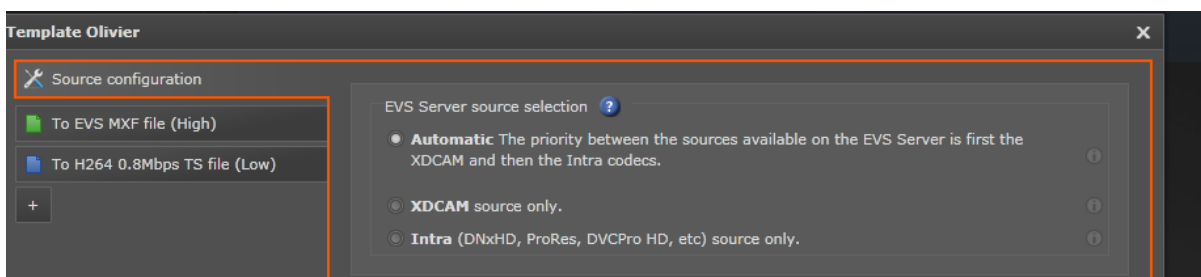 Template Olivier
X
Source configuration
To EVS MXF file (High)
To H264 0.8Mbps TS file (Low)
+
EVS Server source selection ?
Automatic The priority between the sources available on the EVS Server is first the
XDCAM and then the Intra codecs.
XDCAM source only.
Intra (DNxHD, ProRes, DVCPro HD, etc) source only.